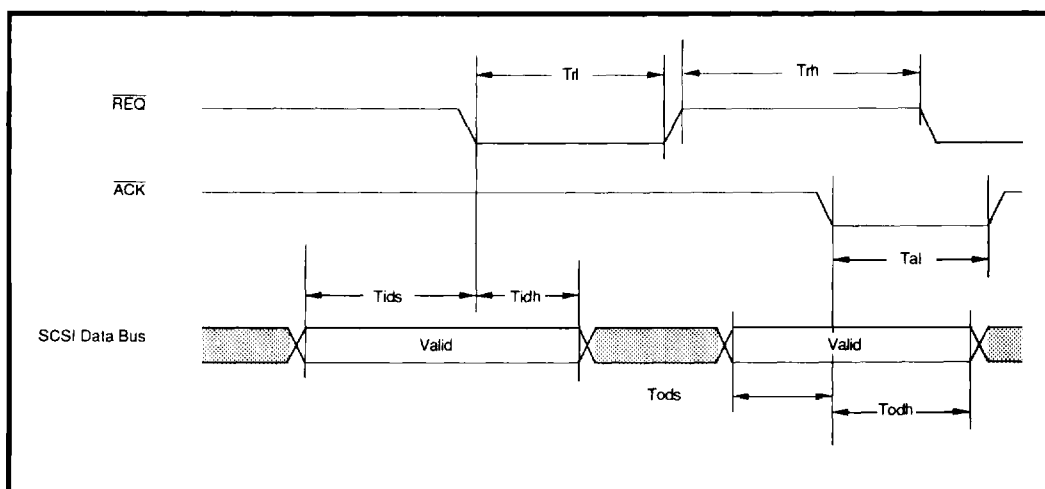 Trl
Trh
REQ
ACK
Tal
Tids
Tidh
SCSI Data Bus
Valid
Valid
Tods
Todh